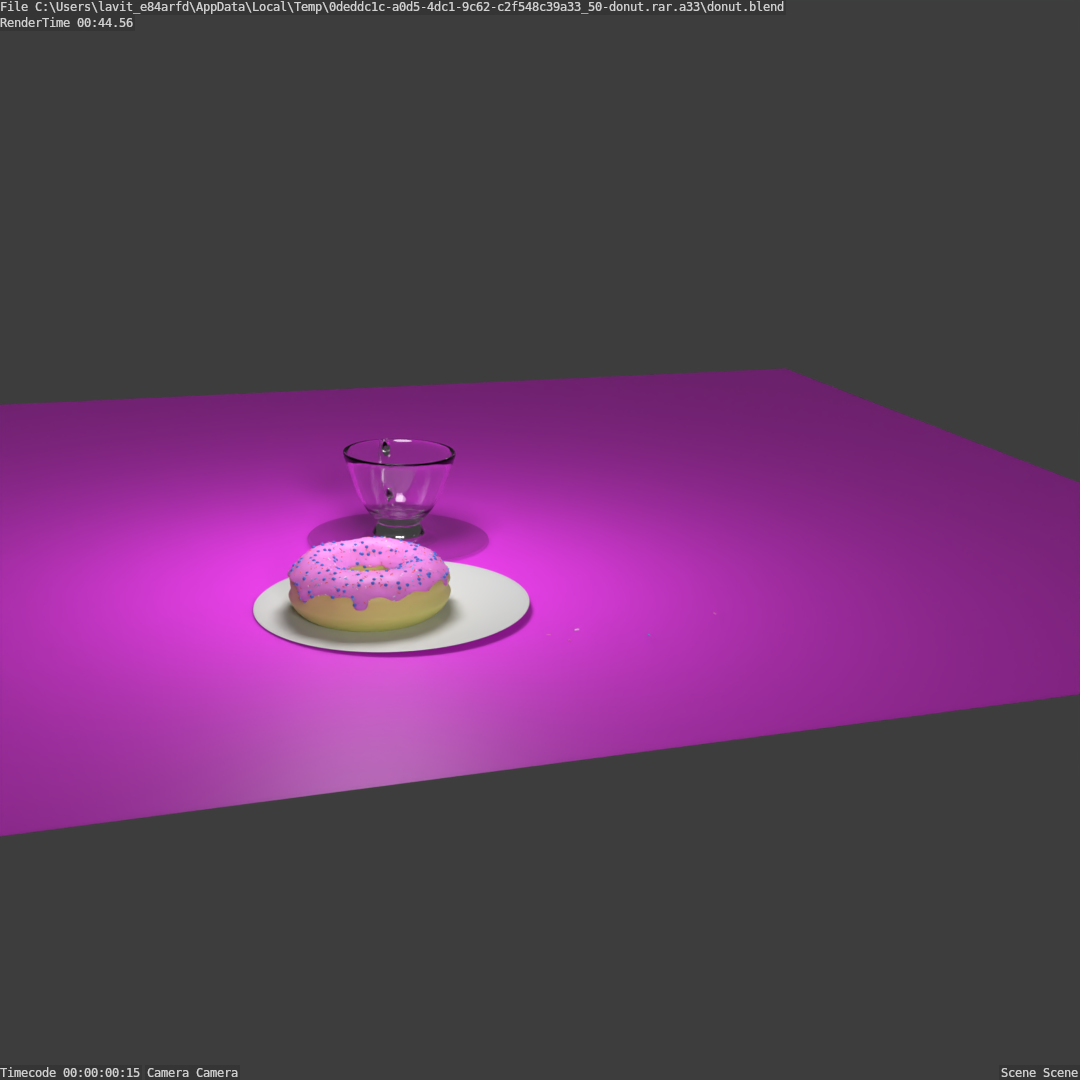 File C:\Users\lavit_e84arfd\AppData\Local\Temp\0deddc1c-a0d5-4dc1-9c62-c2f548c39a33_50-donut.rar.a33\donut.blend
RenderTime 00:44.56
Timecode 00:00:00:15 Camera Camera
Scene Scene